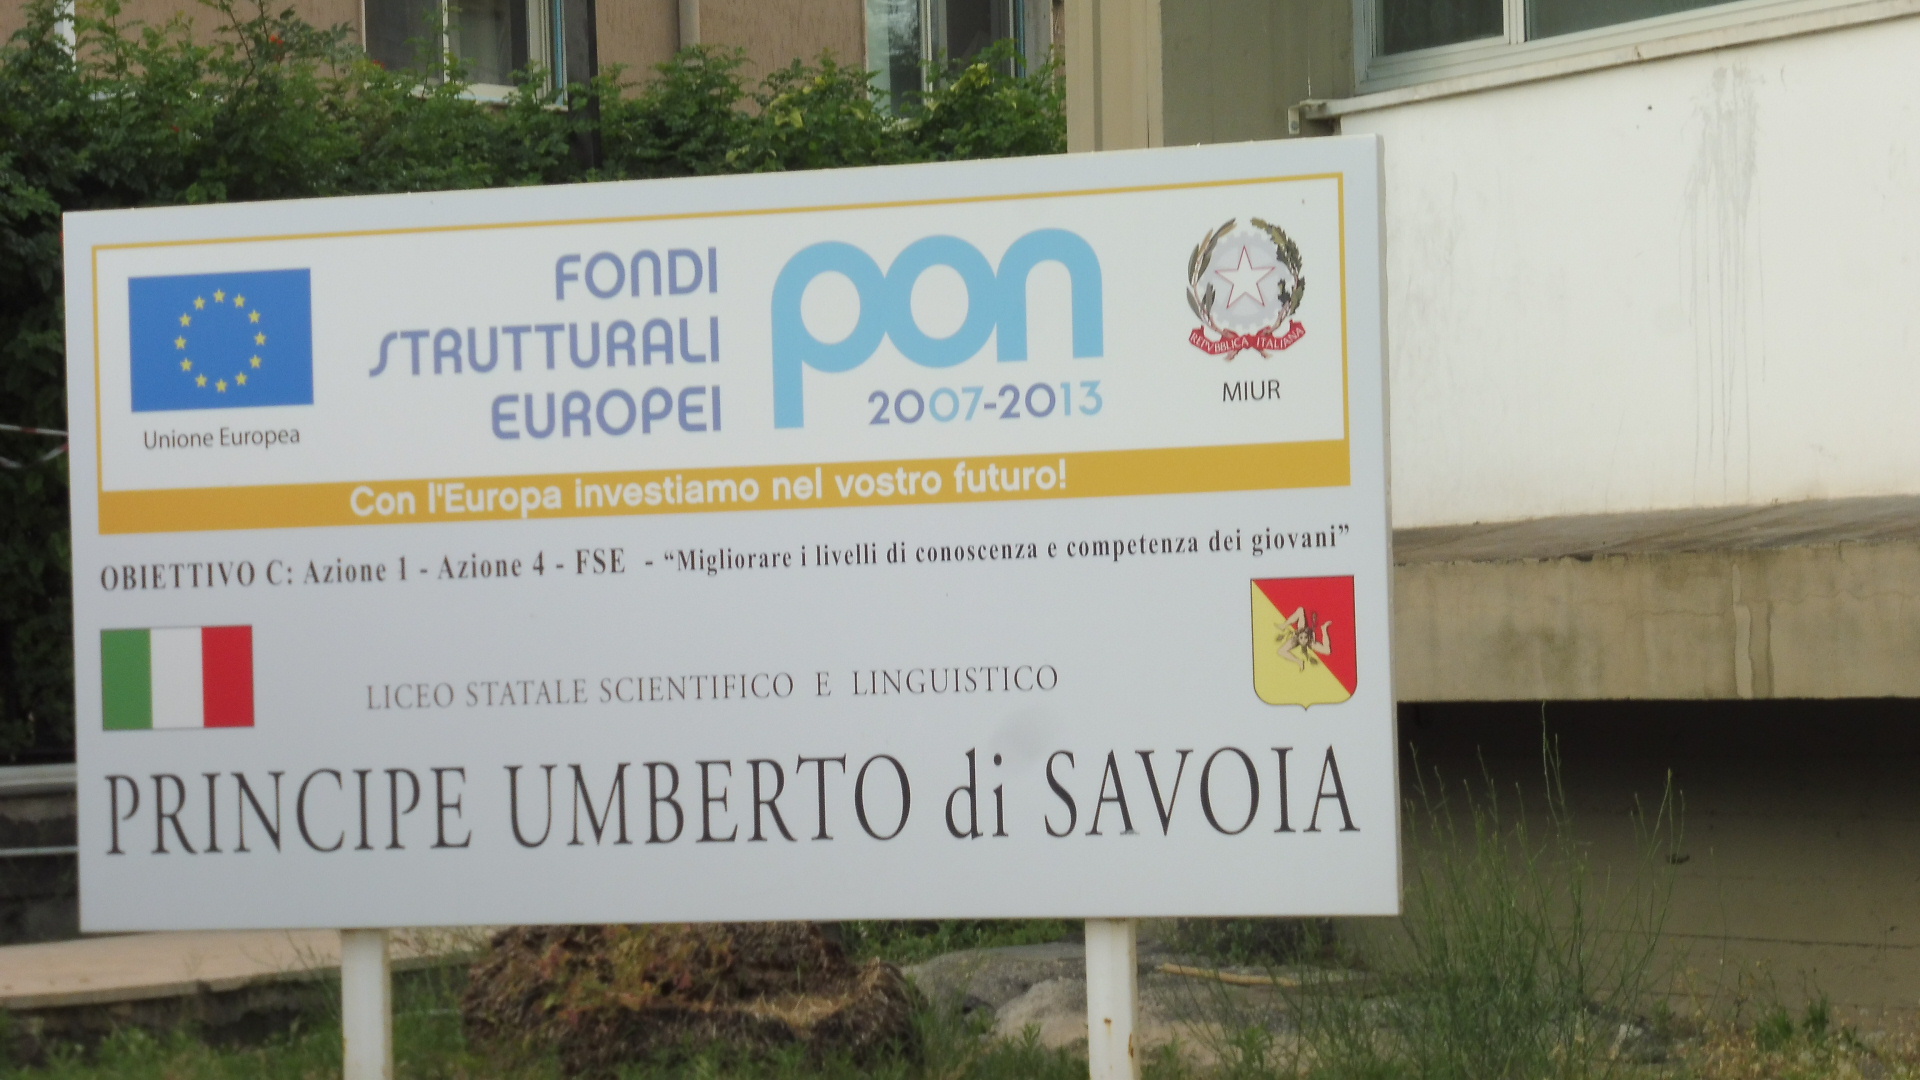 FONDI
STRUTTURALI
EUROPEI
pon
2007-2013
Unione Europea
REPVBBLICA ITALIANA
MIUR
Con l'Europa investiamo nel vostro futuro!
OBIETTIVO C: Azione 1 - Azione 4 - FSE - “Migliorare i livelli di conoscenza e competenza dei giovani”
LICEO STATALE SCIENTIFICO E LINGUISTICO
PRINCIPE UMBERTO di SAVOIA